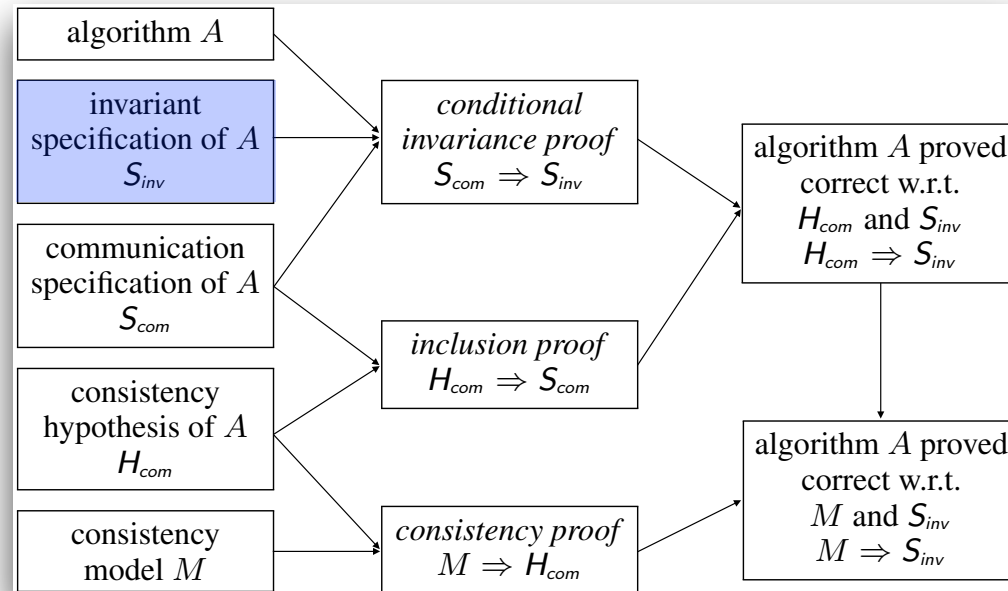 algorithm A
invariant
specification of A
S_inv
communication
specification of A
S_com
consistency
hypothesis of A
H_com
consistency
model M
conditional
invariance proof
S_com ⇒ S_inv
inclusion proof
H_com ⇒ S_com
consistency proof
M ⇒ H_com
algorithm A proved
correct w.r.t.
H_com and S_inv
H_com ⇒ S_inv
algorithm A proved
correct w.r.t.
M and S_inv
M ⇒ S_inv